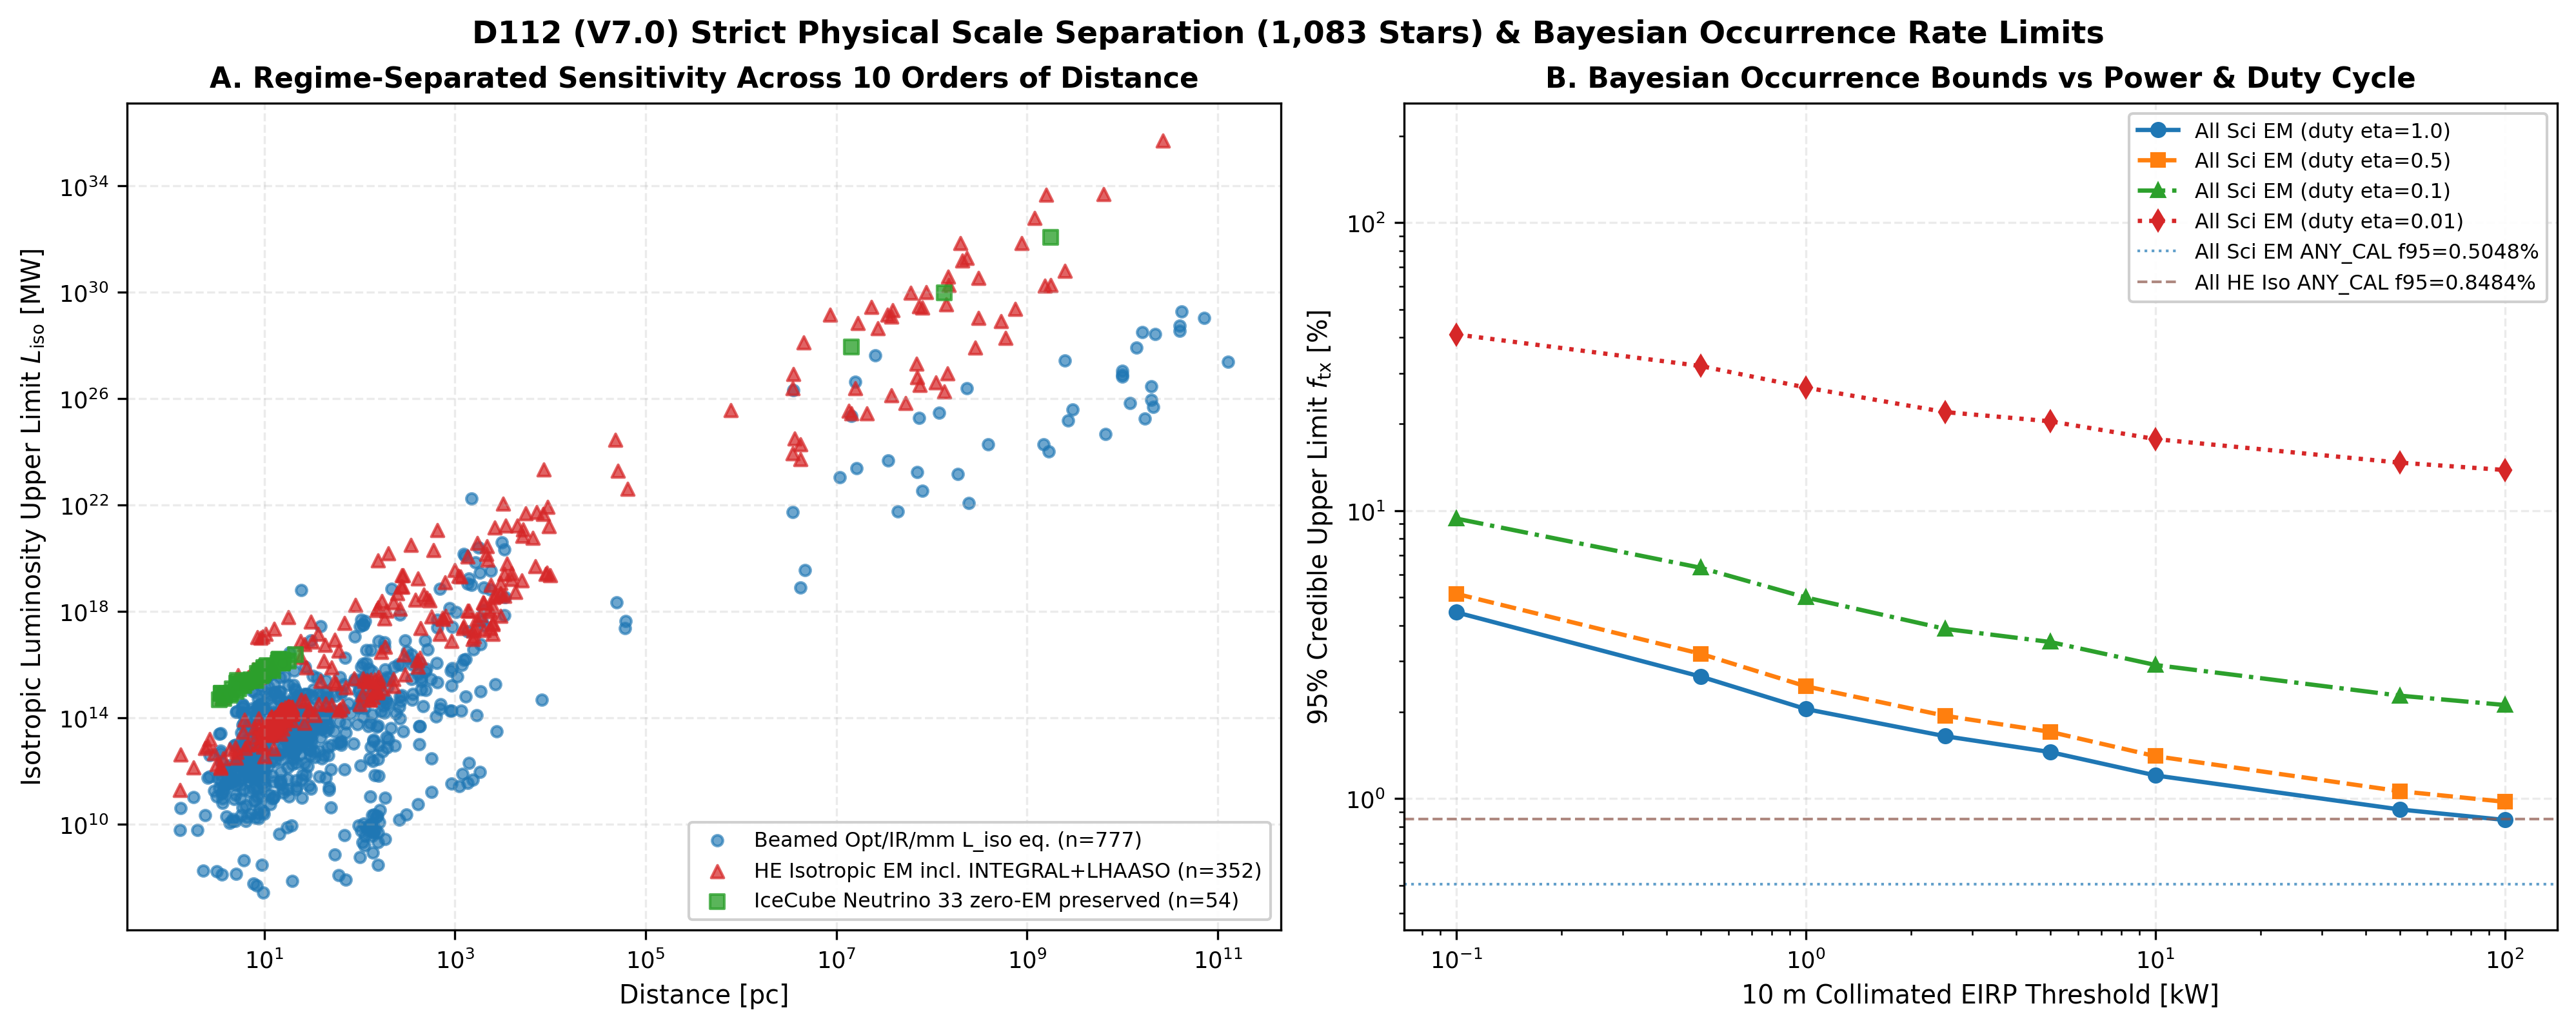 D112 (V7.0) Strict Physical Scale Separation (1,083 Stars) & Bayesian Occurrence Rate Limits
A. Regime-Separated Sensitivity Across 10 Orders of Distance
Isotropic Luminosity Upper Limit L_iso [MW]
10^34
10^30
10^26
10^22
10^18
10^14
10^10
Beamed Opt/IR/mm L_iso eq. (n=777)
HE Isotropic EM incl. INTEGRAL+LHAASO (n=352)
IceCube Neutrino 33 zero-EM preserved (n=54)
10^1 10^3 10^5 10^7 10^9 10^11
Distance [pc]
B. Bayesian Occurrence Bounds vs Power & Duty Cycle
95% Credible Upper Limit f_tx [%]
10^2
10^1
10^0
All Sci EM (duty eta=1.0)
All Sci EM (duty eta=0.5)
All Sci EM (duty eta=0.1)
All Sci EM (duty eta=0.01)
All Sci EM ANY_CAL f95=0.5048%
All HE Iso ANY_CAL f95=0.8484%
10^−1 10^0 10^1 10^2
10 m Collimated EIRP Threshold [kW]